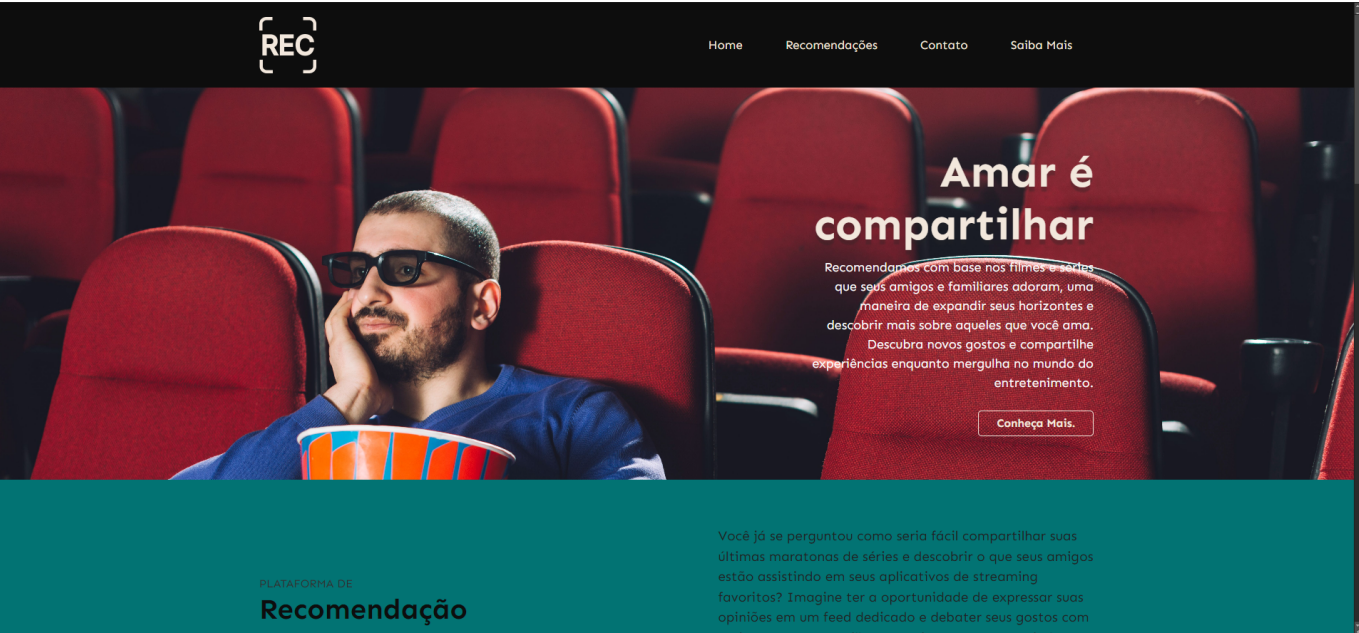 REC
Home
Recomendações
Contato
Saiba Mais
Amar é
compartilhar
Recomendamos com base nos filmes e séries
que seus amigos e familiares adoram, uma
maneira de expandir seus horizontes e
descobrir mais sobre aqueles que você ama.
Descubra novos gostos e compartilhe
experiências enquanto mergulha no mundo do
entretenimento.
Conheça Mais.
PLATAFORMA DE
Recomendação
Você já se perguntou como seria fácil compartilhar suas
últimas maratonas de séries e descobrir o que seus amigos
estão assistindo em seus aplicativos de streaming
favoritos? Imagine ter a oportunidade de expressar suas
opiniões em um feed dedicado e debater seus gostos com